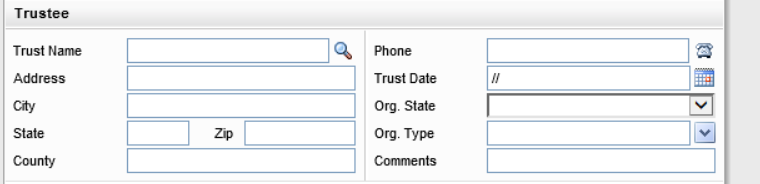 Trustee
Trust Name
Phone
Address
Trust Date //
City
Org. State
State Zip
Org. Type
County
Comments